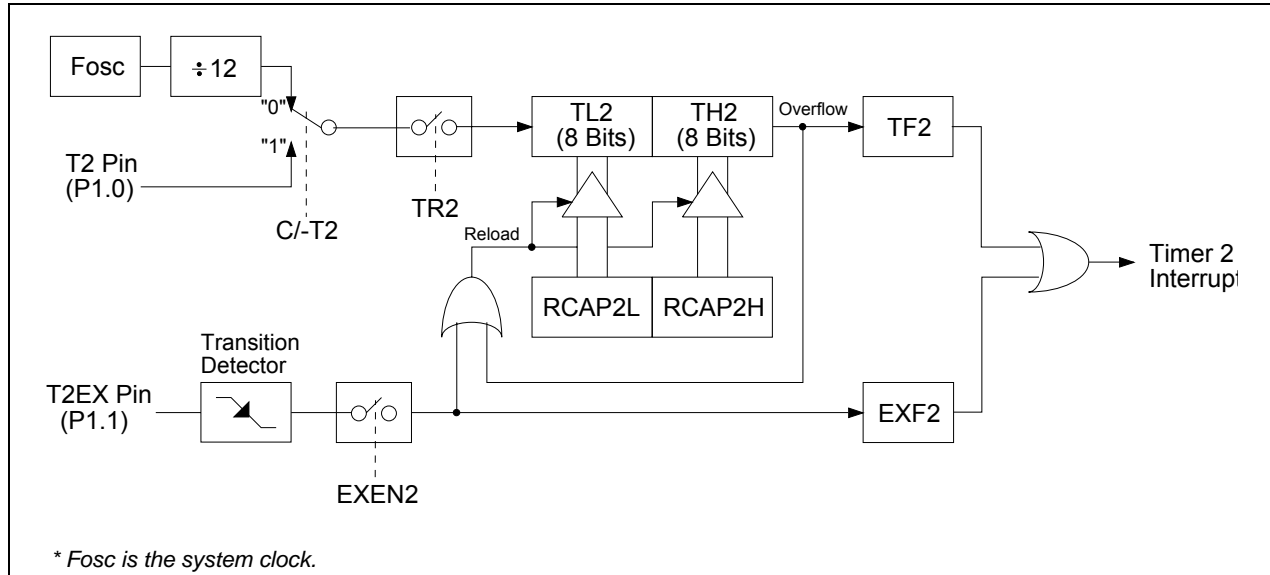 Fosc
÷12
"0"
"1"
T2 Pin
(P1.0)
C/-T2
TR2
TL2
(8 Bits)
TH2
(8 Bits)
Overflow
TF2
Reload
RCAP2L
RCAP2H
Timer 2
Interrupt
Transition
Detector
T2EX Pin
(P1.1)
EXEN2
EXF2
* Fosc is the system clock.